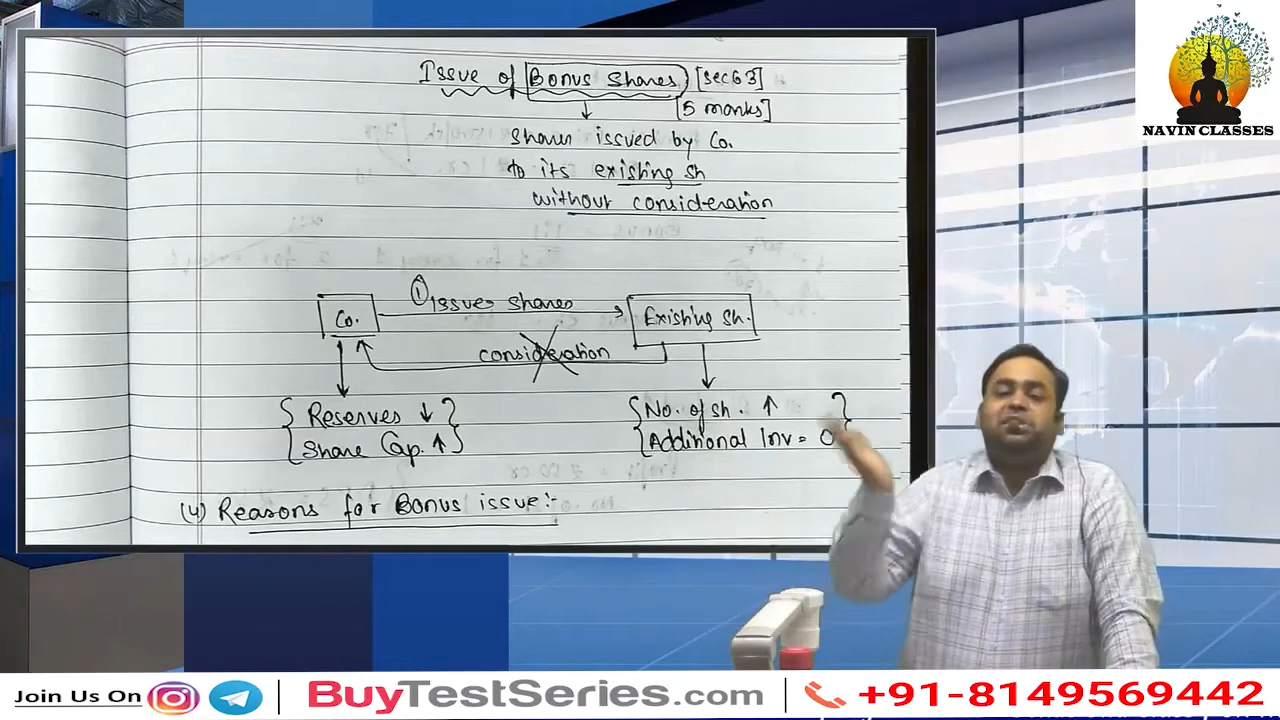 Issue of Bonus Shares [Sec 63]
[5 marks]
Shares issued by Co.
to its existing sh
without consideration
① Issues shares
Co.
Existing sh.
consideration
Reserves ↓
Share Cap. ↑
No. of sh. ↑
Additional Inv = 0
(4) Reasons for Bonus issue:-
NAVIN CLASSES
Join Us On
BuyTestSeries.com
+91-8149569442